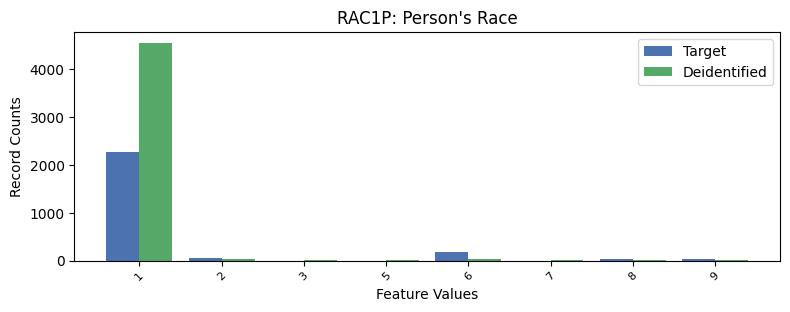 RAC1P: Person's Race
Target
Deidentified
Record Counts
4000
3000
2000
1000
0
1 2 3 5 6 7 8 9
Feature Values